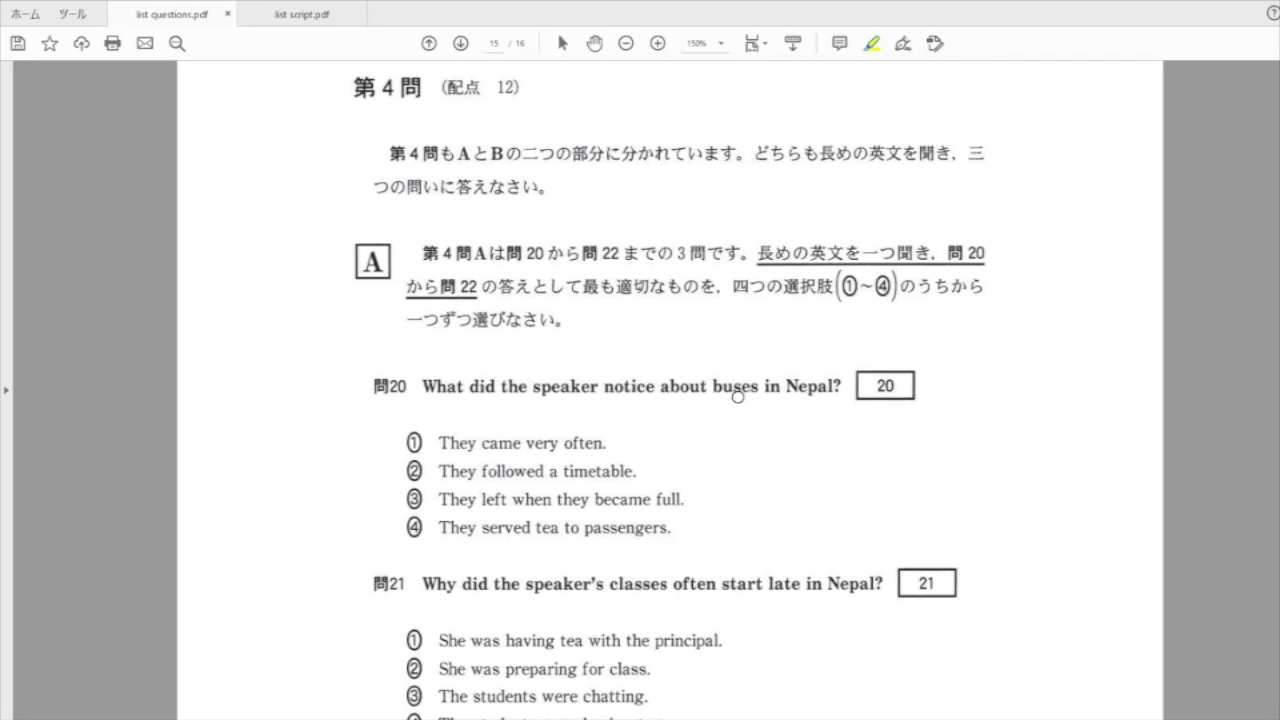 ホーム ツール list questions.pdf × list script.pdf
15 / 16 150%
第4問 (配点 12)
第4問もAとBの二つの部分に分かれています。どちらも長めの英文を聞き，三
つの問いに答えなさい。
A 第4問Aは問20から問22までの3問です。長めの英文を一つ聞き，問20
から問22の答えとして最も適切なものを，四つの選択肢(①～④)のうちから
一つずつ選びなさい。
問20 What did the speaker notice about buses in Nepal? 20
① They came very often.
② They followed a timetable.
③ They left when they became full.
④ They served tea to passengers.
問21 Why did the speaker's classes often start late in Nepal? 21
① She was having tea with the principal.
② She was preparing for class.
③ The students were chatting.